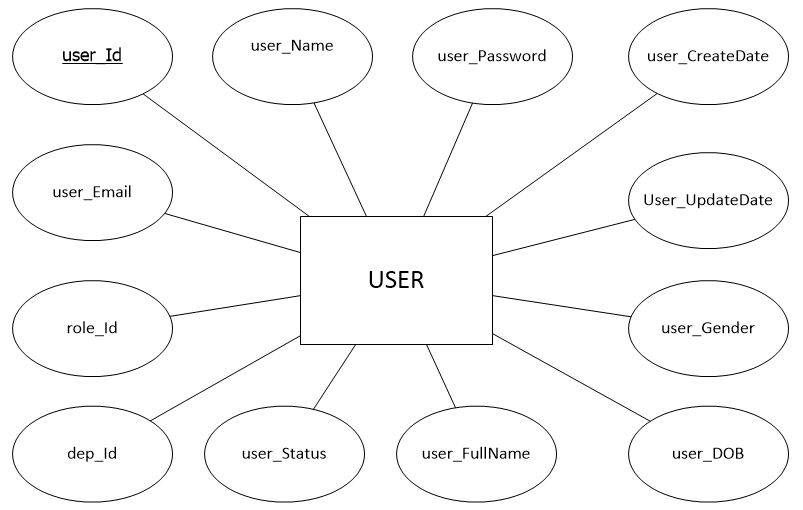 user_Id
user_Name
user_Password
user_CreateDate
user_Email
User_UpdateDate
USER
role_Id
user_Gender
dep_Id
user_Status
user_FullName
user_DOB